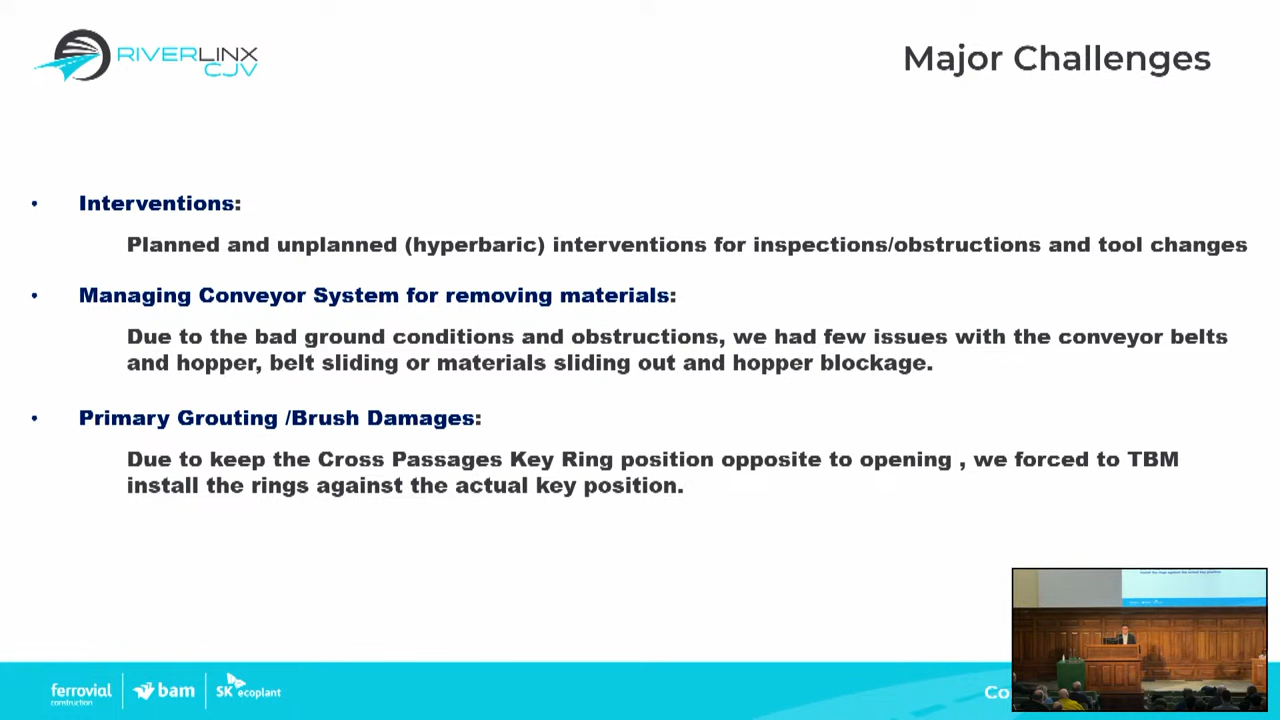 RIVERLINX
CJV
Major Challenges
• Interventions:
Planned and unplanned (hyperbaric) interventions for inspections/obstructions and tool changes
• Managing Conveyor System for removing materials:
Due to the bad ground conditions and obstructions, we had few issues with the conveyor belts
and hopper, belt sliding or materials sliding out and hopper blockage.
• Primary Grouting /Brush Damages:
Due to keep the Cross Passages Key Ring position opposite to opening , we forced to TBM
install the rings against the actual key position.
ferrovial
construction
bam
SK ecoplant
Co